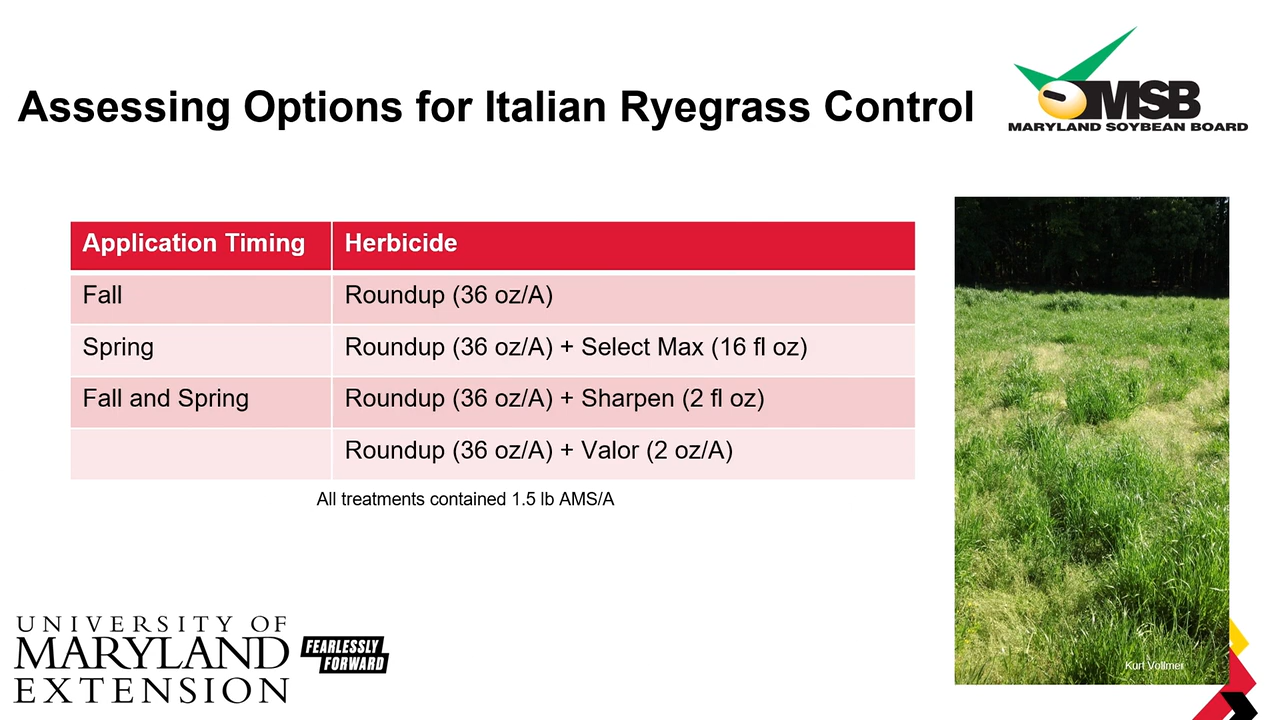 Assessing Options for Italian Ryegrass Control
MSB
MARYLAND SOYBEAN BOARD
Application Timing Herbicide
Fall Roundup (36 oz/A)
Spring Roundup (36 oz/A) + Select Max (16 fl oz)
Fall and Spring Roundup (36 oz/A) + Sharpen (2 fl oz)
Roundup (36 oz/A) + Valor (2 oz/A)
All treatments contained 1.5 lb AMS/A
Kurt Vollmer
UNIVERSITY OF
MARYLAND
EXTENSION
FEARLESSLY
FORWARD